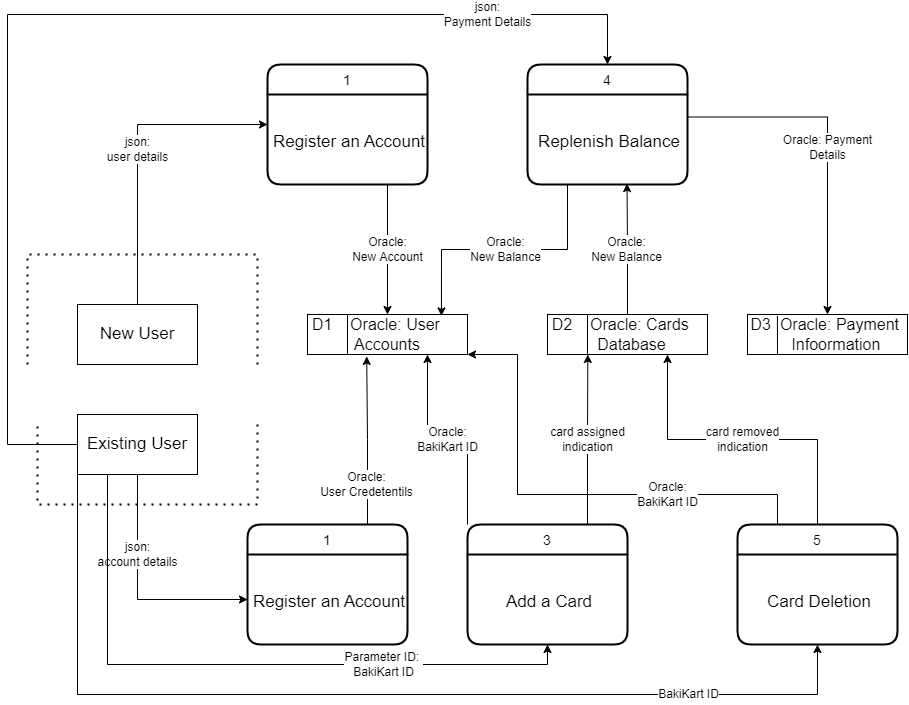 json:
Payment Details
1
Register an Account
4
Replenish Balance
json:
user details
Oracle: Payment
Details
Oracle:
New Account
Oracle:
New Balance
Oracle:
New Balance
D1
Oracle: User
Accounts
D2
Oracle: Cards
Database
D3
Oracle: Payment
Infoormation
New User
Existing User
Oracle:
BakiKart ID
card assigned
indication
card removed
indication
Oracle:
User Credetentils
Oracle:
BakiKart ID
json:
account details
1
Register an Account
3
Add a Card
5
Card Deletion
Parameter ID:
BakiKart ID
BakiKart ID